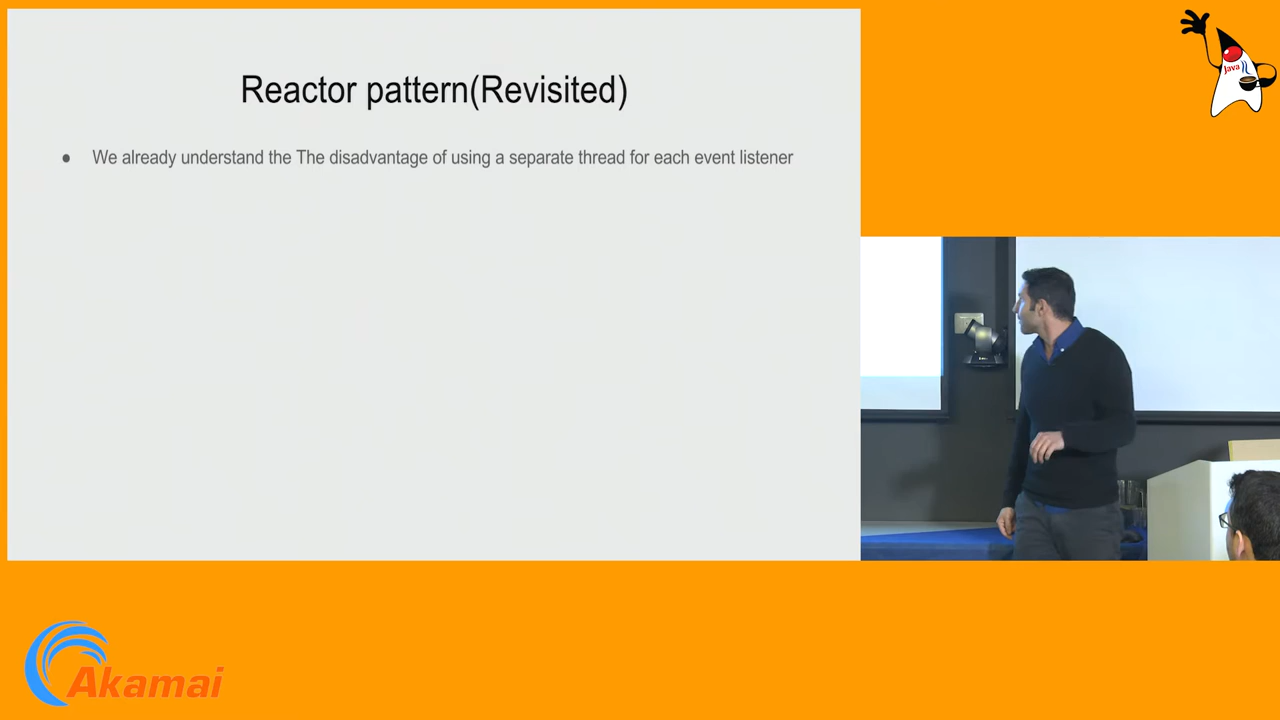 Reactor pattern(Revisited)
● We already understand the The disadvantage of using a separate thread for each event listener
Java
Akamai